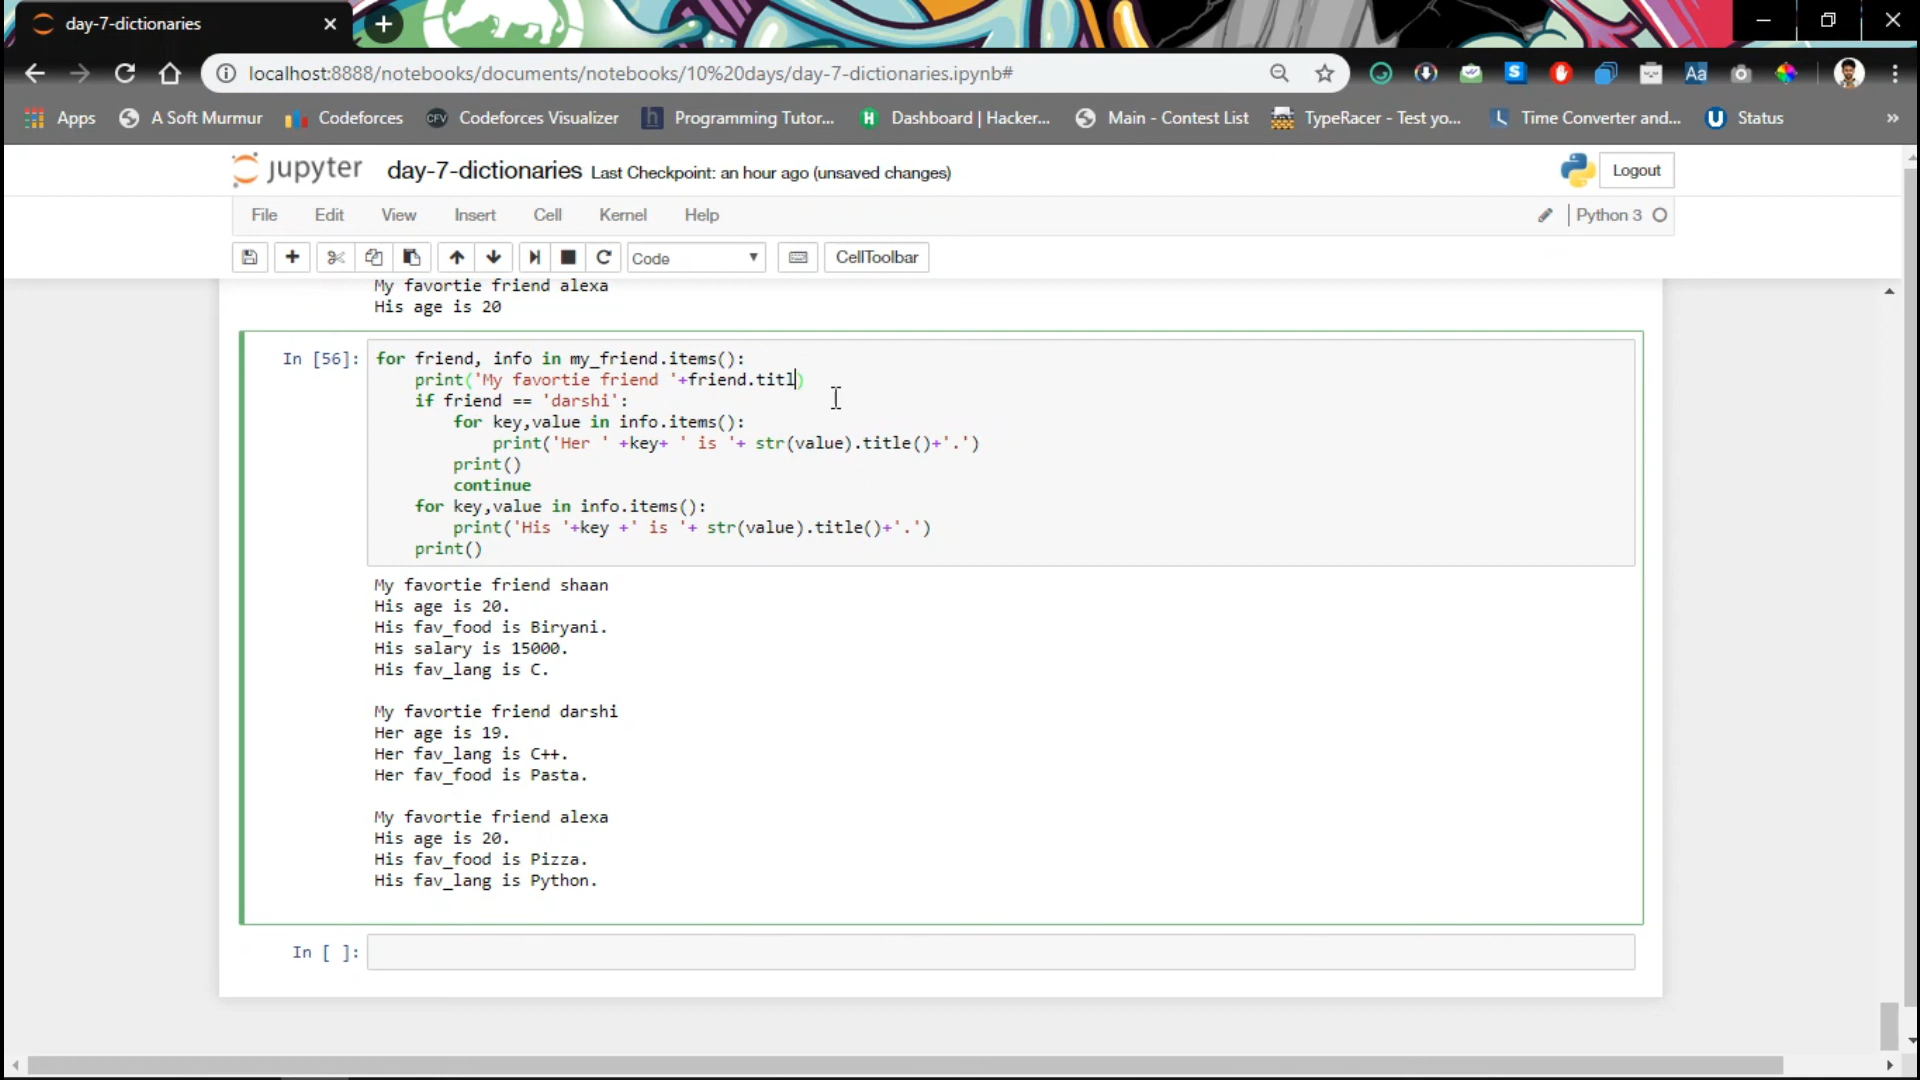 day-7-dictionaries
localhost:8888/notebooks/documents/notebooks/10%20days/day-7-dictionaries.ipynb#
Apps A Soft Murmur Codeforces CFV Codeforces Visualizer h Programming Tutor... H Dashboard | Hacker... Main - Contest List TypeRacer - Test yo... Time Converter and... U Status »
jupyter day-7-dictionaries Last Checkpoint: an hour ago (unsaved changes) Logout
File Edit View Insert Cell Kernel Help Python 3
Code CellToolbar
My favortie friend alexa
His age is 20
In [56]: for friend, info in my_friend.items():
print('My favortie friend '+friend.titl)
if friend == 'darshi':
for key,value in info.items():
print('Her ' +key+ ' is '+ str(value).title()+'.')
print()
continue
for key,value in info.items():
print('His '+key +' is '+ str(value).title()+'.')
print()
My favortie friend shaan
His age is 20.
His fav_food is Biryani.
His salary is 15000.
His fav_lang is C.
My favortie friend darshi
Her age is 19.
Her fav_lang is C++.
Her fav_food is Pasta.
My favortie friend alexa
His age is 20.
His fav_food is Pizza.
His fav_lang is Python.
In [ ]: